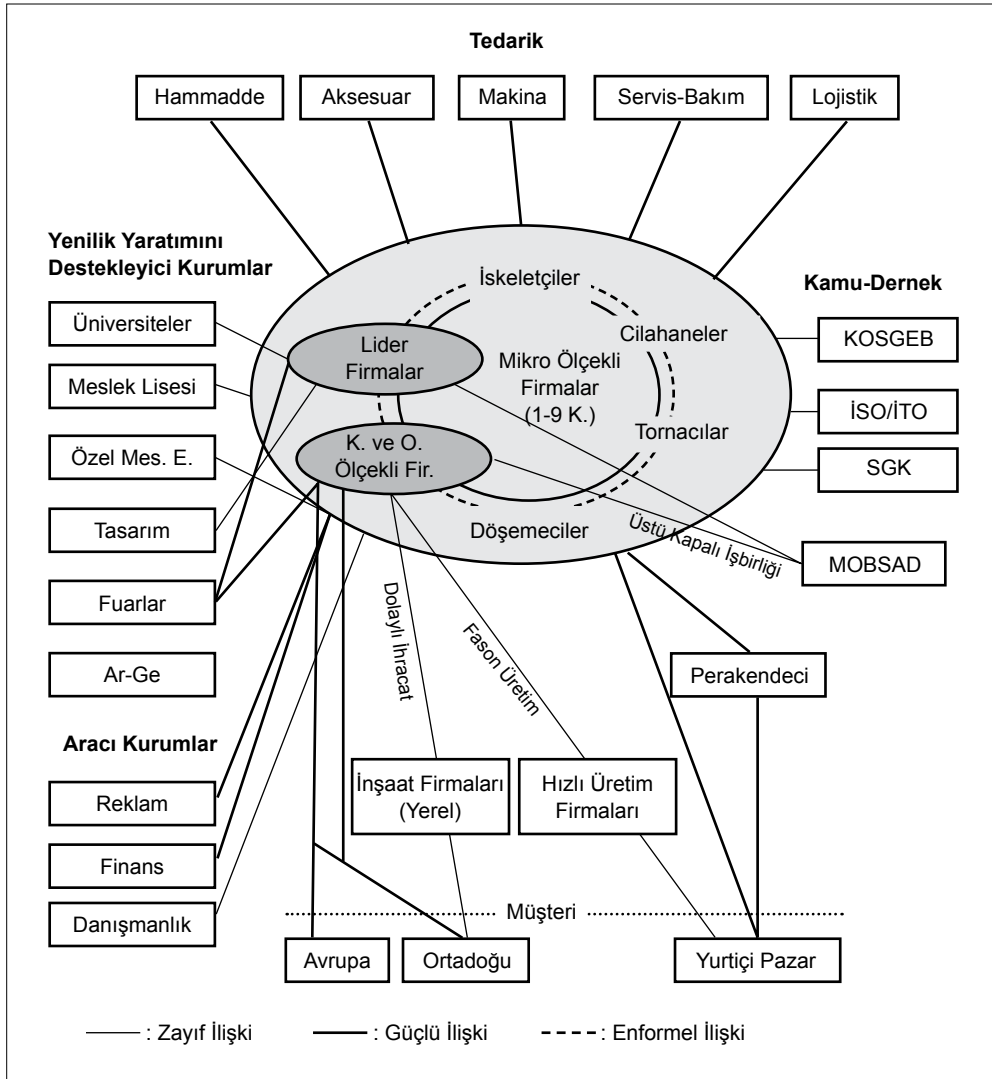 Tedarik
Hammadde
Aksesuar
Makina
Servis-Bakım
Lojistik
Yenilik Yaratımını
Destekleyici Kurumlar
Üniversiteler
Meslek Lisesi
Özel Mes. E.
Tasarım
Fuarlar
Ar-Ge
Aracı Kurumlar
Reklam
Finans
Danışmanlık
İskeletçiler
Cilahaneler
Lider
Firmalar
Mikro Ölçekli
Firmalar
(1-9 K.)
Tornacılar
K. ve O.
Ölçekli Fir.
Döşemeciler
Kamu-Dernek
KOSGEB
İSO/İTO
SGK
MOBSAD
Üstü Kapalı İşbirliği
Dolaylı İhracat
Fason Üretim
Perakendeci
İnşaat Firmaları
(Yerel)
Hızlı Üretim
Firmaları
Müşteri
Avrupa
Ortadoğu
Yurtiçi Pazar
: Zayıf İlişki
: Güçlü İlişki
: Enformel İlişki